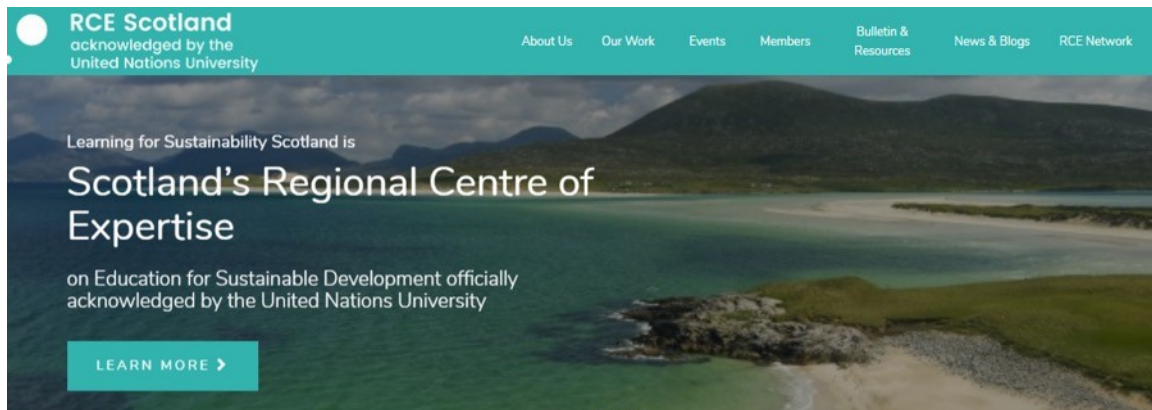 RCE Scotland
acknowledged by the
United Nations University
About Us
Our Work
Events
Members
Bulletin &
Resources
News & Blogs
RCE Network
Learning for Sustainability Scotland is
Scotland's Regional Centre of
Expertise
on Education for Sustainable Development officially
acknowledged by the United Nations University
LEARN MORE